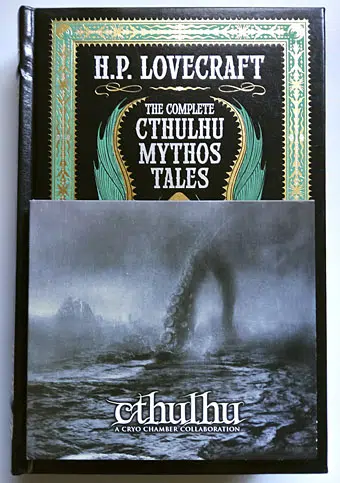 H.P. LOVECRAFT
THE COMPLETE
CTHULHU
MYTHOS
TALES
cthulhu
A CRYO CHAMBER COLLABORATION